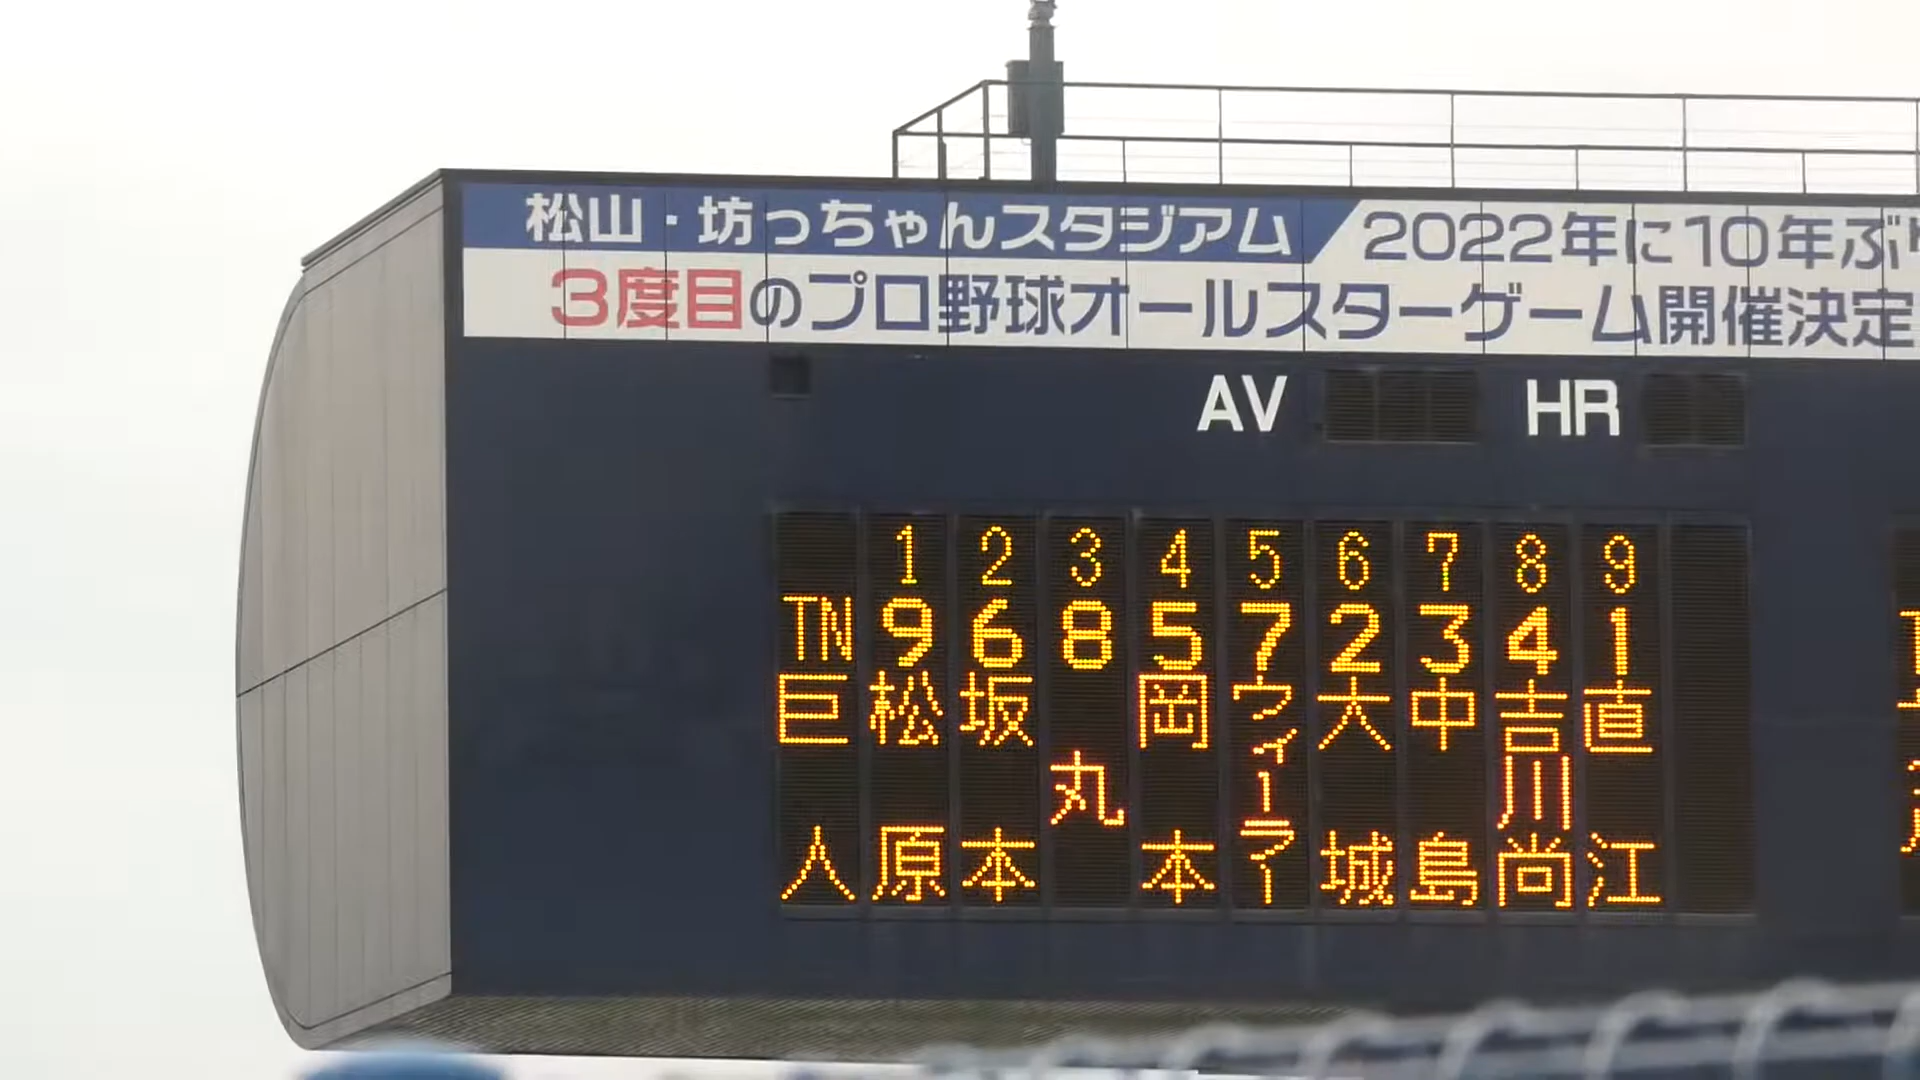 松山・坊っちゃんスタジアム
2022年に10年ぶり
3度目のプロ野球オールスターゲーム開催決定
AV HR
TN 巨人
1 9 松原
2 6 坂本
3 8 丸
4 5 岡本
5 7 ウィーラー
6 2 大城
7 3 中島
8 4 吉川尚
9 1 直江